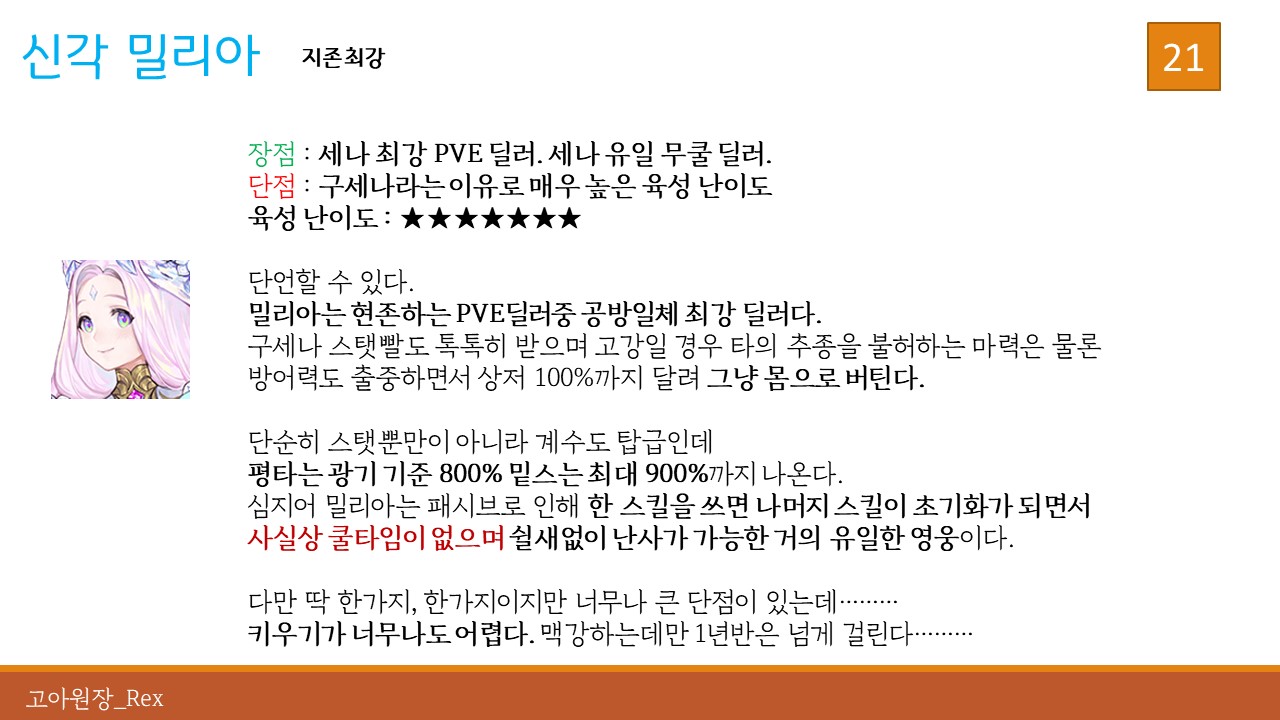 신각 밀리아
지존최강
21
장점 : 세나 최강 PVE 딜러. 세나 유일 무쿨 딜러.
단점 : 구세나라는 이유로 매우 높은 육성 난이도
육성 난이도 : ★★★★★★★
단언할 수 있다.
밀리아는 현존하는 PVE딜러중 공방일체 최강 딜러다.
구세나 스탯빨도 톡톡히 받으며 고강일 경우 타의 추종을 불허하는 마력은 물론
방어력도 출중하면서 상저 100%까지 달려 그냥 몸으로 버틴다.
단순히 스탯뿐만이 아니라 계수도 탑급인데
평타는 광기 기준 800% 밑스는 최대 900%까지 나온다.
심지어 밀리아는 패시브로 인해 한 스킬을 쓰면 나머지 스킬이 초기화가 되면서
사실상 쿨타임이 없으며 쉴새없이 난사가 가능한 거의 유일한 영웅이다.
다만 딱 한가지, 한가지이지만 너무나 큰 단점이 있는데………
키우기가 너무나도 어렵다. 맥강하는데만 1년반은 넘게 걸린다………
고아원장_Rex